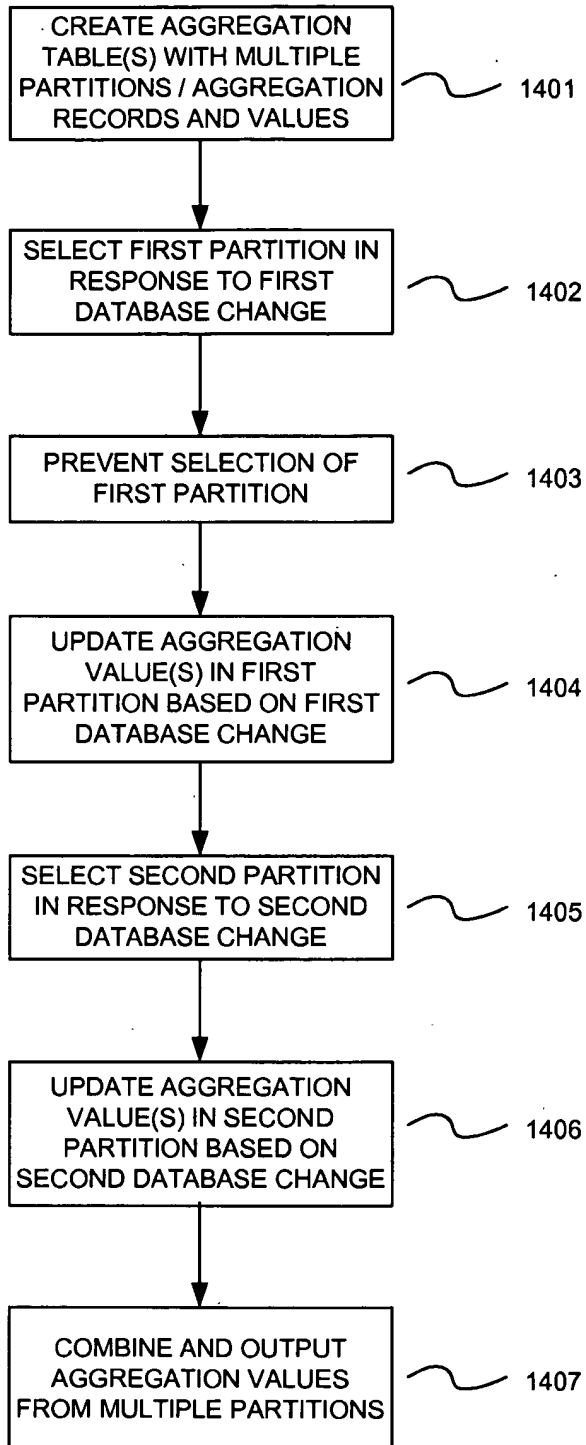 CREATE AGGREGATION
TABLE(S) WITH MULTIPLE
PARTITIONS / AGGREGATION
RECORDS AND VALUES
1401
SELECT FIRST PARTITION IN
RESPONSE TO FIRST
DATABASE CHANGE
1402
PREVENT SELECTION OF
FIRST PARTITION
1403
UPDATE AGGREGATION
VALUE(S) IN FIRST
PARTITION BASED ON FIRST
DATABASE CHANGE
1404
SELECT SECOND PARTITION
IN RESPONSE TO SECOND
DATABASE CHANGE
1405
UPDATE AGGREGATION
VALUE(S) IN SECOND
PARTITION BASED ON
SECOND DATABASE CHANGE
1406
COMBINE AND OUTPUT
AGGREGATION VALUES
FROM MULTIPLE PARTITIONS
1407